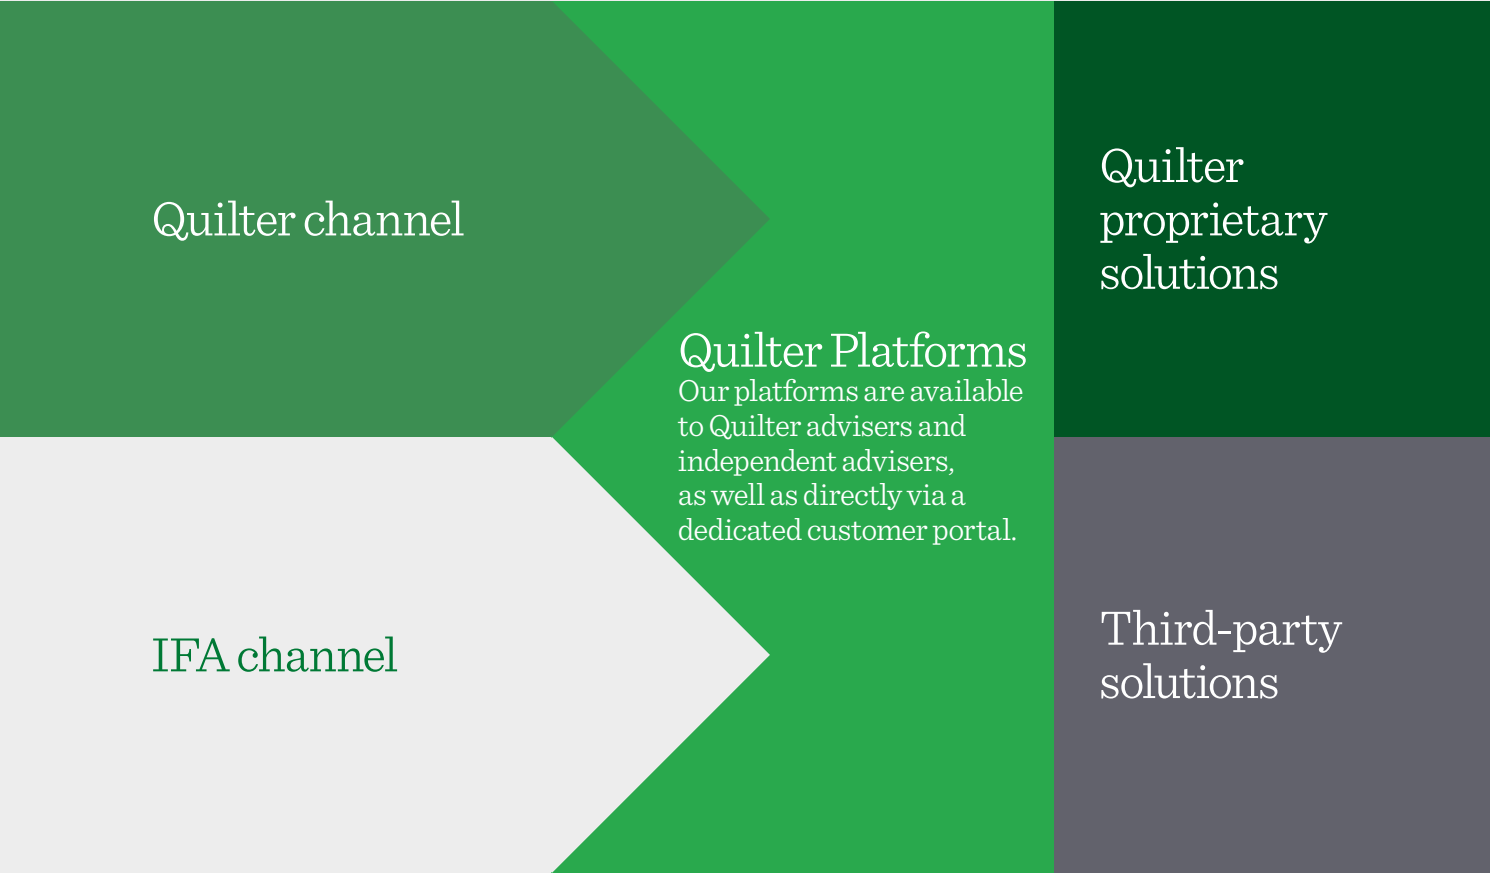 Quilter channel
IFA channel
Quilter Platforms
Our platforms are available
to Quilter advisers and
independent advisers,
as well as directly via a
dedicated customer portal.
Quilter
proprietary
solutions
Third-party
solutions